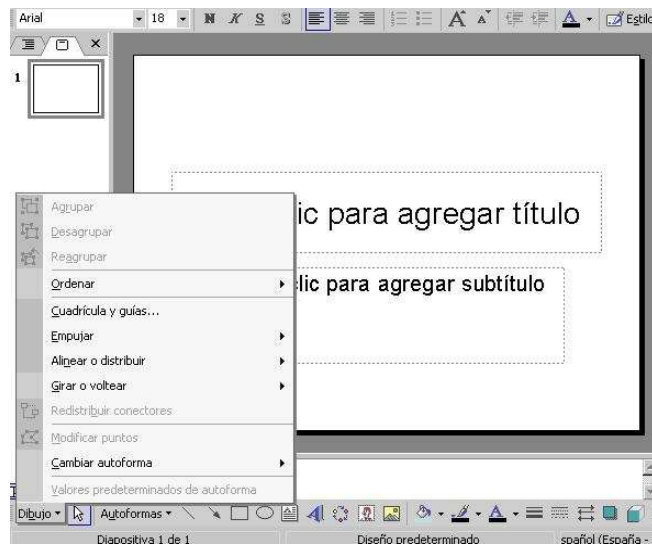 Arial 18 N K S S A A A Estilo
1
ic para agregar título
clic para agregar subtítulo
Agrupar
Desagrupar
Reagrupar
Ordenar
Cuadrícula y guías...
Empujar
Alinear o distribuir
Girar o voltear
Redistribuir conectores
Modificar puntos
Cambiar autoforma
Valores predeterminados de autoforma
Dibujo Autoformas A A
Diapositiva 1 de 1 Diseño predeterminado spañol (España -